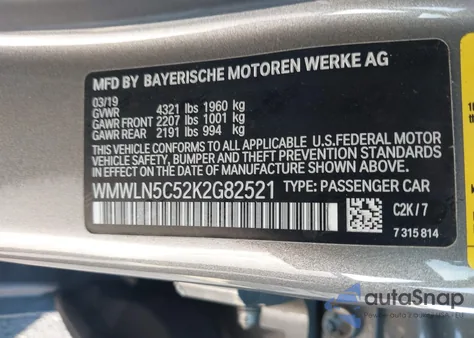 MFD BY BAYERISCHE MOTOREN WERKE AG
03/19
GVWR 4321 lbs 1960 kg
GAWR FRONT 2207 lbs 1001 kg
GAWR REAR 2191 lbs 994 kg
THIS VEHICLE CONFORMS TO ALL APPLICABLE U.S. FEDERAL MOTOR
VEHICLE SAFETY, BUMPER, AND THEFT PREVENTION
STANDARDS IN EFFECT ON THE DATE OF
MANUFACTURE SHOWN ABOVE.
WMWLN5C52K2G82521 TYPE: PASSENGER CAR
C2K / 7
7 315 814
autoSnap